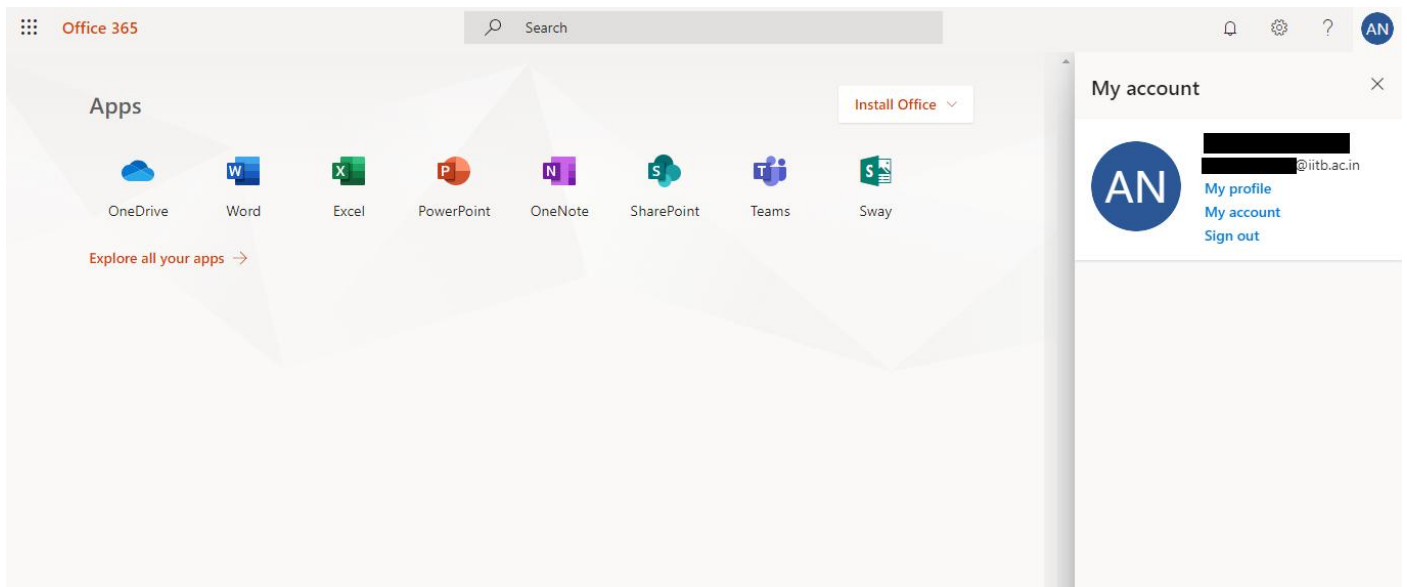 Office 365
Search
AN
Apps
Install Office
OneDrive Word Excel PowerPoint OneNote SharePoint Teams Sway
Explore all your apps →
My account
AN
@iitb.ac.in
My profile
My account
Sign out